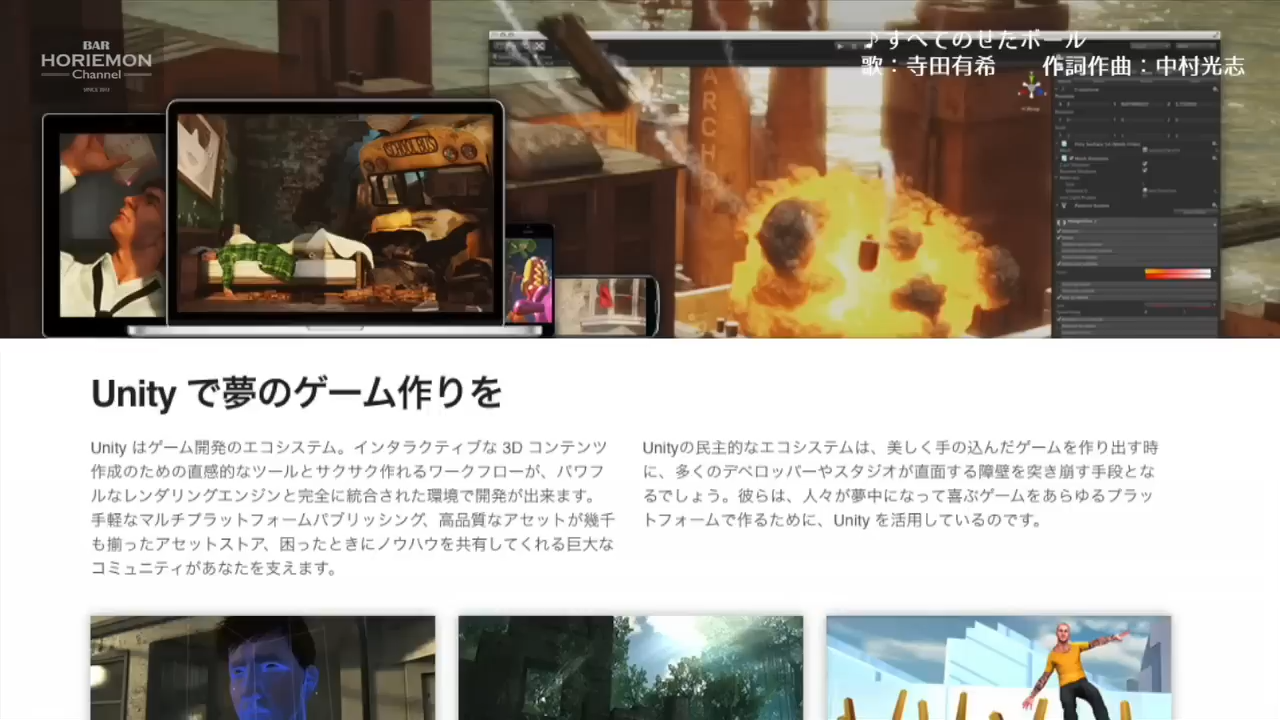 BAR
HORIEMON
Channel
SINCE 2013
♪すべてのせたボール
歌：寺田有希　　作詞作曲：中村光志
SCHOOL BUS
ARCH
Unity で夢のゲーム作りを
Unity はゲーム開発のエコシステム。インタラクティブな 3D コンテンツ
作成のための直感的なツールとサクサク作れるワークフローが、パワフ
ルなレンダリングエンジンと完全に統合された環境で開発が出来ます。
手軽なマルチプラットフォームパブリッシング、高品質なアセットが幾千
も揃ったアセットストア、困ったときにノウハウを共有してくれる巨大な
コミュニティがあなたを支えます。
Unityの民主的なエコシステムは、美しく手の込んだゲームを作り出す時
に、多くのデベロッパーやスタジオが直面する障壁を突き崩す手段とな
るでしょう。彼らは、人々が夢中になって喜ぶゲームをあらゆるプラッ
トフォームで作るために、Unity を活用しているのです。